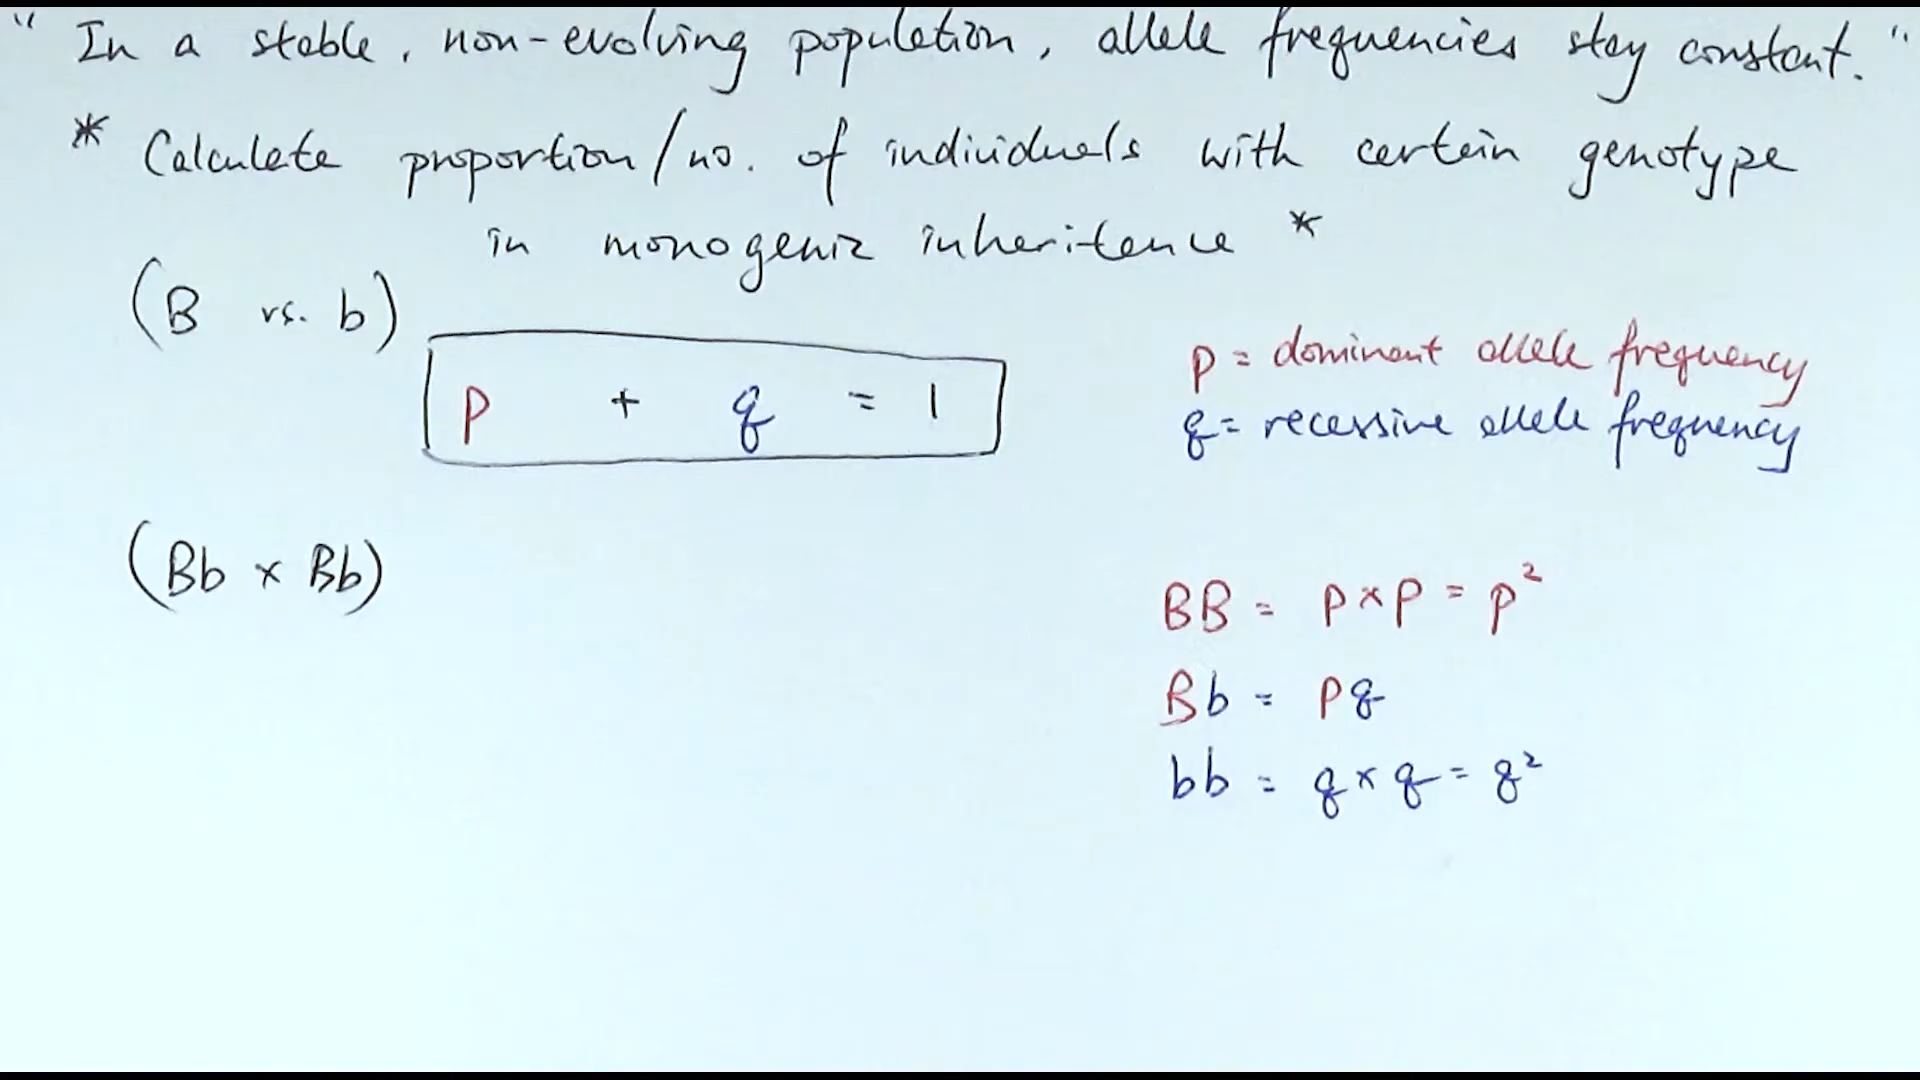 "In a stable, non-evolving population, allele frequencies stay constant."
* Calculate proportion/no. of individuals with certain genotype
in monogenic inheritance *
(B vs. b)
p + q = 1
p = dominant allele frequency
q = recessive allele frequency
(Bb × Bb)
BB = p × p = p²
Bb = pq
bb = q × q = q²